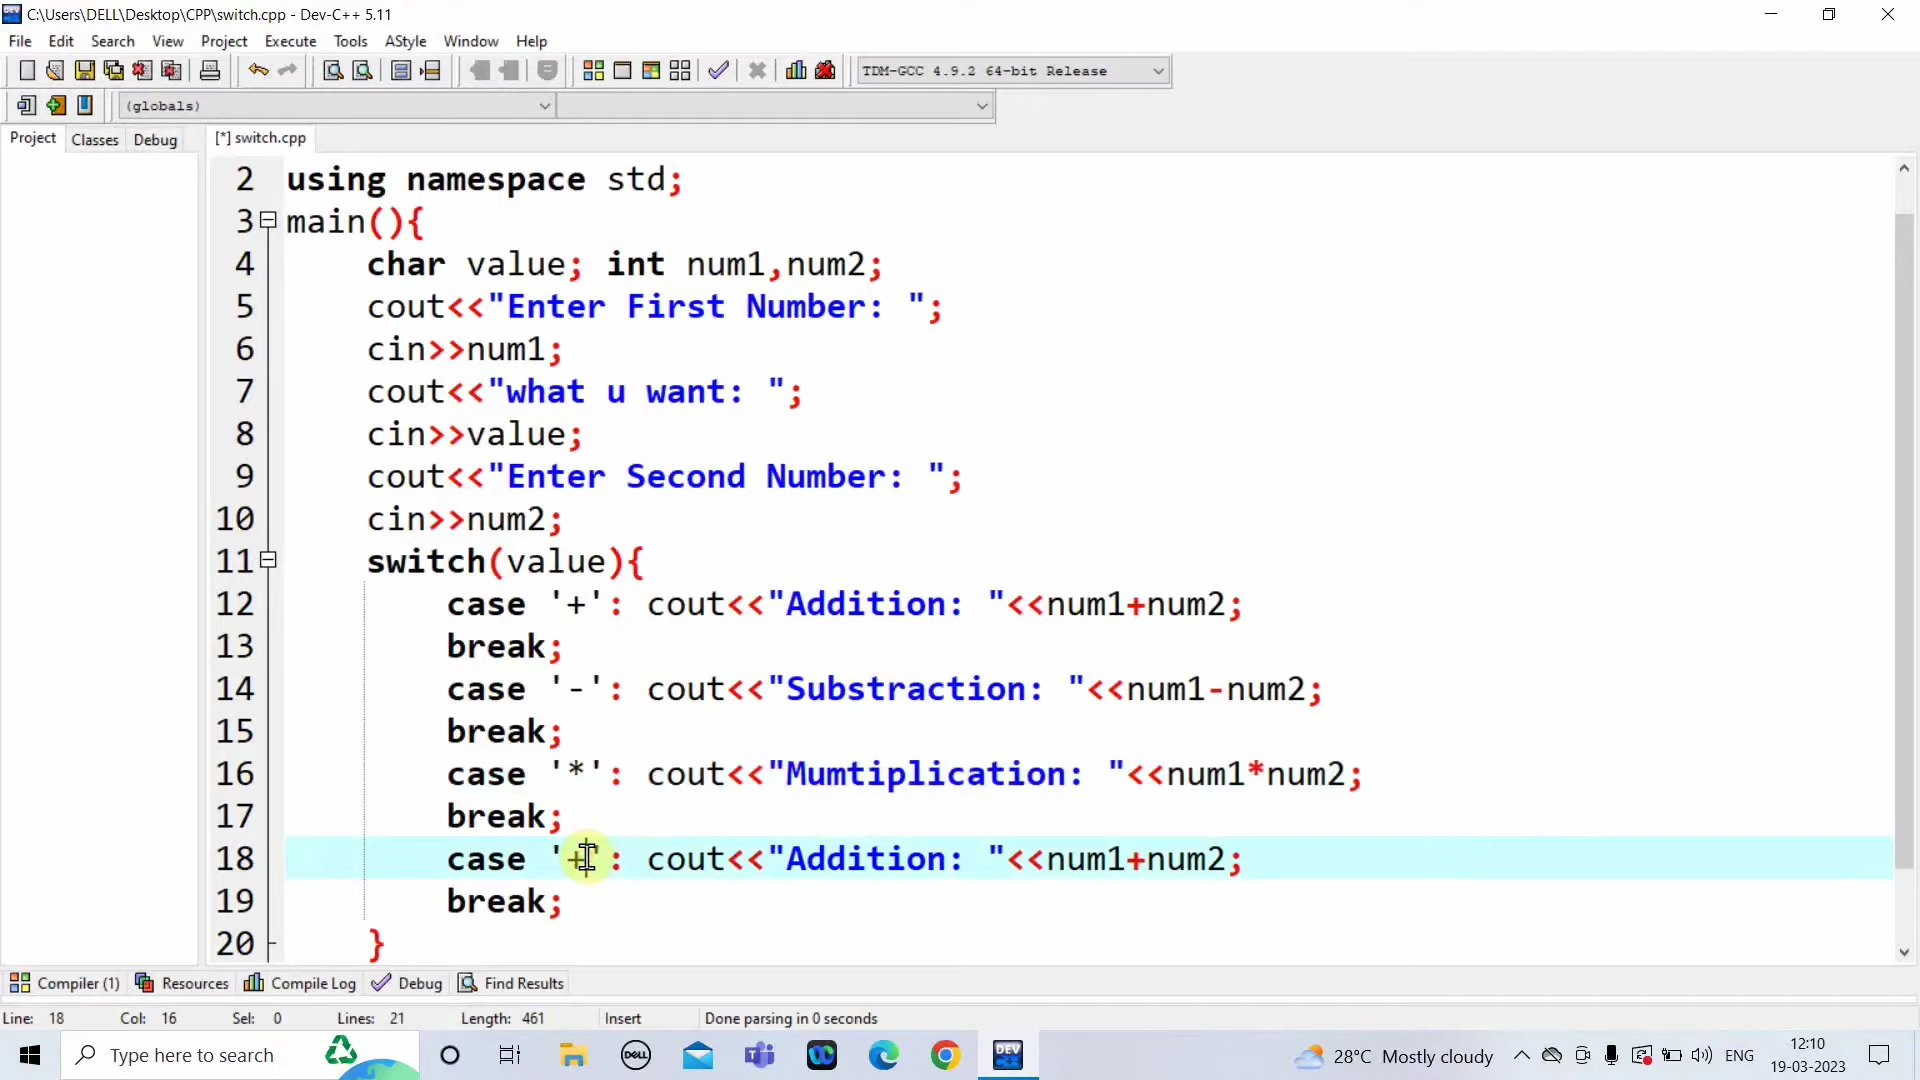 C:\Users\DELL\Desktop\CPP\switch.cpp - Dev-C++ 5.11
File Edit Search View Project Execute Tools AStyle Window Help
TDM-GCC 4.9.2 64-bit Release
(globals)
Project Classes Debug [*] switch.cpp
2 using namespace std;
3 main(){
4 char value; int num1,num2;
5 cout<<"Enter First Number: ";
6 cin>>num1;
7 cout<<"what u want: ";
8 cin>>value;
9 cout<<"Enter Second Number: ";
10 cin>>num2;
11 switch(value){
12 case '+': cout<<"Addition: "<<num1+num2;
13 break;
14 case '-': cout<<"Substraction: "<<num1-num2;
15 break;
16 case '*': cout<<"Mumtiplication: "<<num1*num2;
17 break;
18 case '+': cout<<"Addition: "<<num1+num2;
19 break;
20 }
Compiler (1) Resources Compile Log Debug Find Results
Line: 18 Col: 16 Sel: 0 Lines: 21 Length: 461 Insert Done parsing in 0 seconds
Type here to search DELL DEV 28°C Mostly cloudy ENG 12:10
19-03-2023